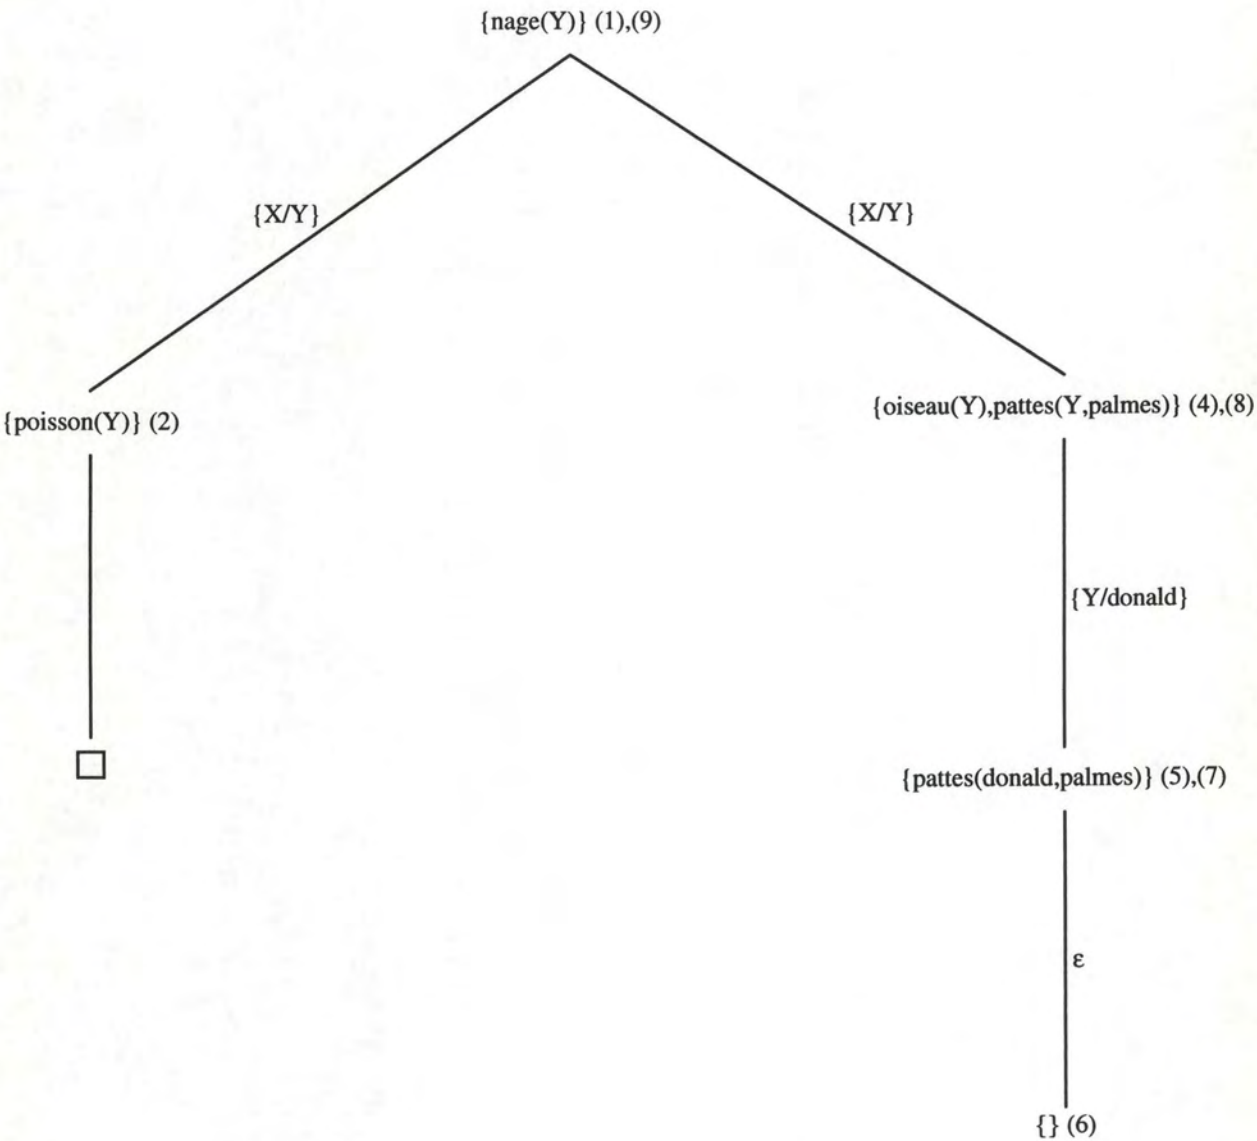 {nage(Y)} (1),(9)
{X/Y}
{X/Y}
{poisson(Y)} (2)
{oiseau(Y),pattes(Y,palmes)} (4),(8)
{Y/donald}
{pattes(donald,palmes)} (5),(7)
ε
{} (6)